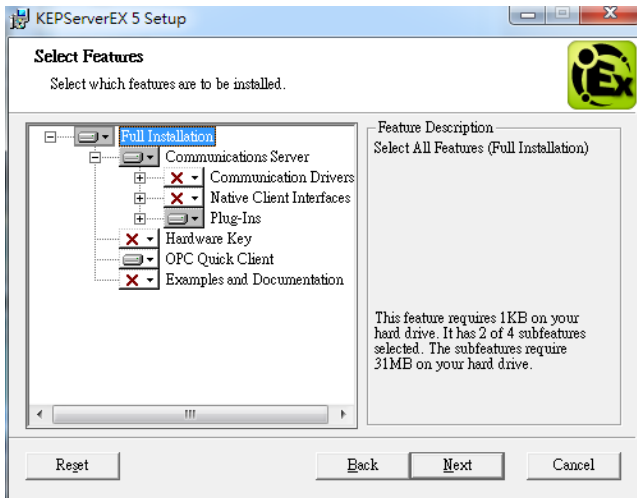 KEPServerEX 5 Setup
Select Features
Select which features are to be installed.
Ex
Full Installation
Communications Server
Communication Drivers
Native Client Interfaces
Plug-Ins
Hardware Key
OPC Quick Client
Examples and Documentation
Feature Description
Select All Features (Full Installation)
This feature requires 1KB on your
hard drive. It has 2 of 4 subfeatures
selected. The subfeatures require
31MB on your hard drive.
Reset
Back
Next
Cancel